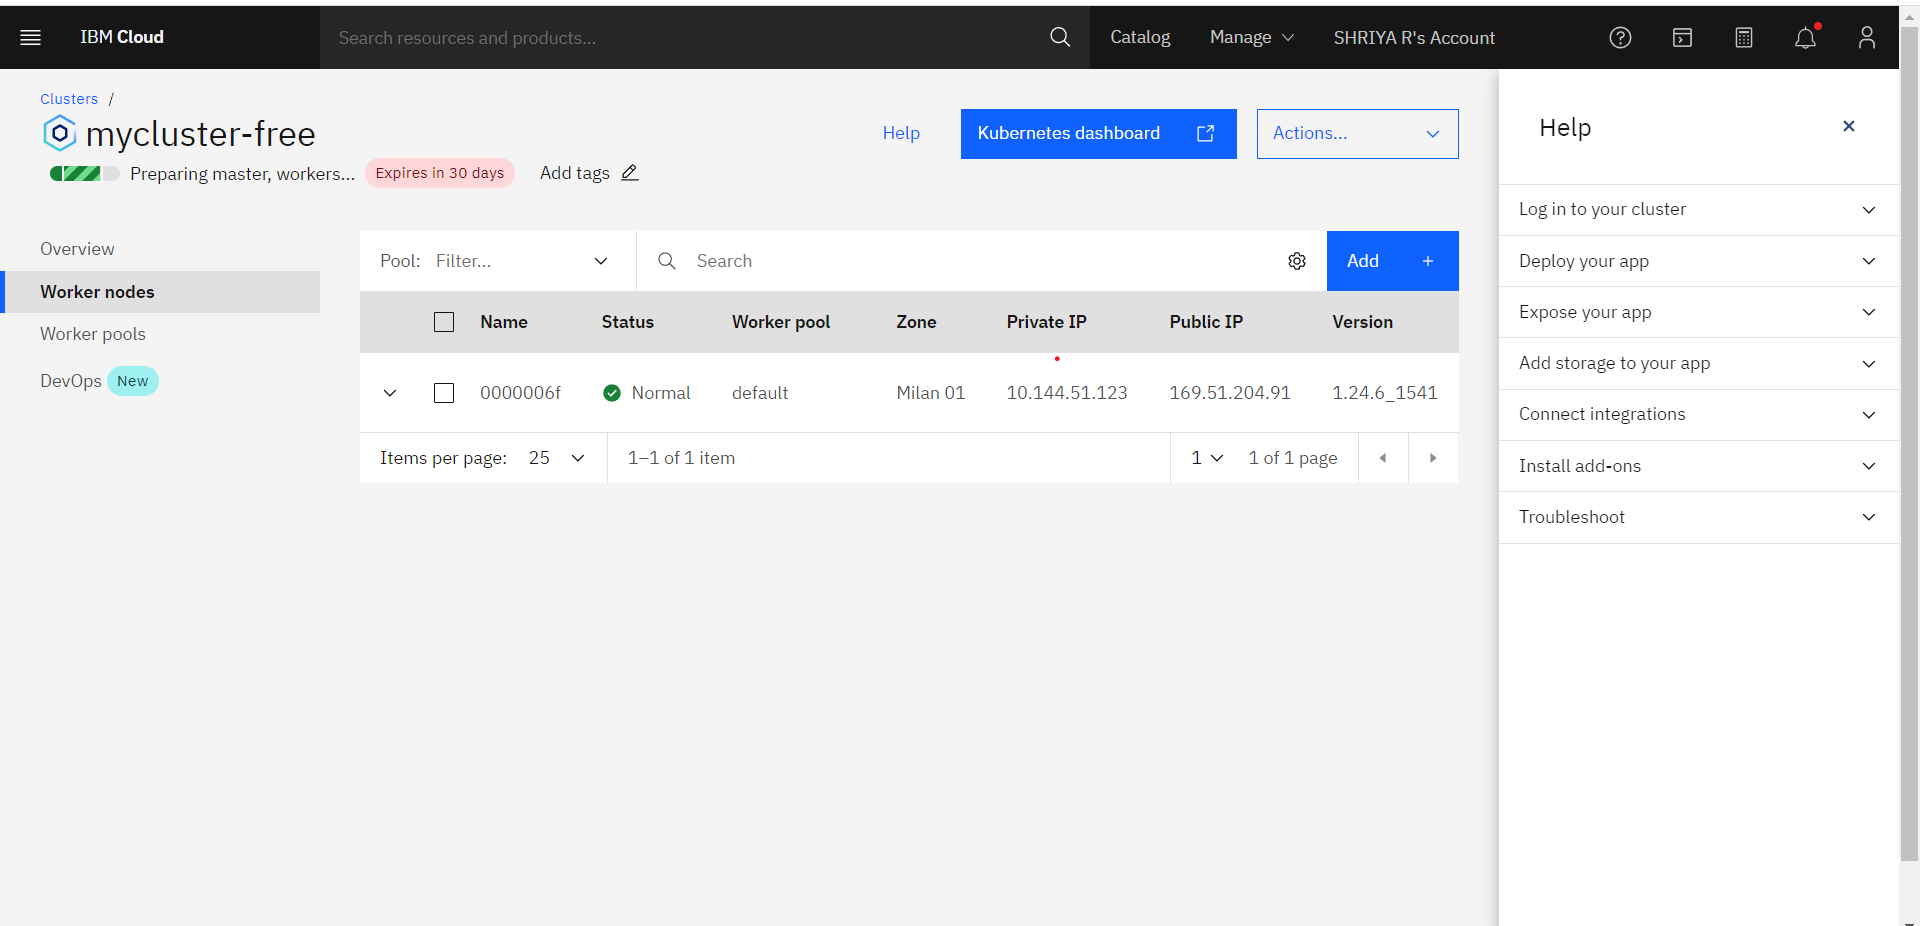 IBM Cloud
Search resources and products...
Catalog
Manage
SHRIYA R's Account
Clusters /
mycluster-free
Preparing master, workers...
Expires in 30 days
Add tags
Help
Kubernetes dashboard
Actions...
Overview
Worker nodes
Worker pools
DevOps New
Pool: Filter...
Search
Add +
Name Status Worker pool Zone Private IP Public IP Version
0000006f Normal default Milan 01 10.144.51.123 169.51.204.91 1.24.6_1541
Items per page: 25 1–1 of 1 item 1 1 of 1 page
Help
Log in to your cluster
Deploy your app
Expose your app
Add storage to your app
Connect integrations
Install add-ons
Troubleshoot